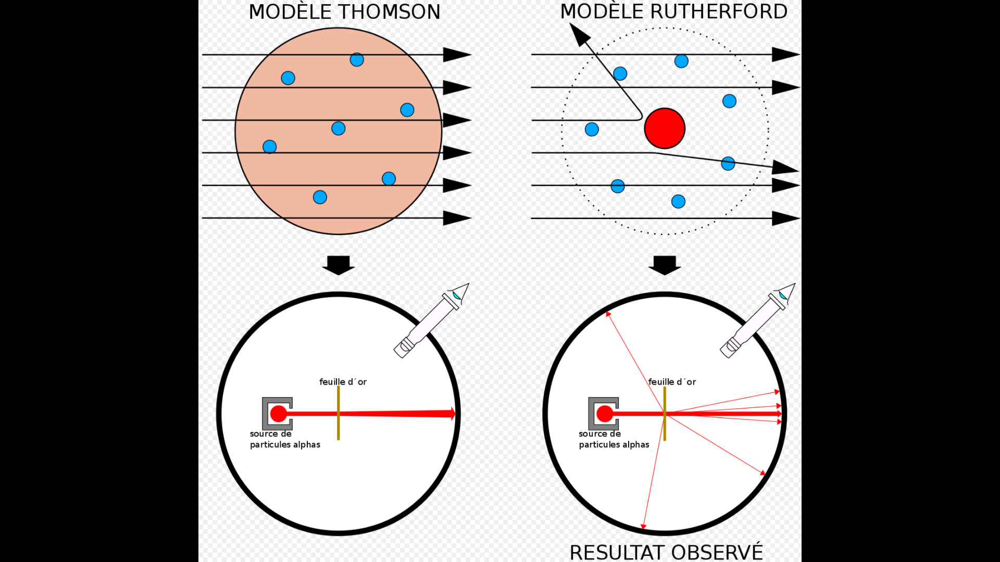 MODÈLE THOMSON
MODÈLE RUTHERFORD
feuille d´or
source de
particules alphas
feuille d´or
source de
particules alphas
RESULTAT OBSERVÉ